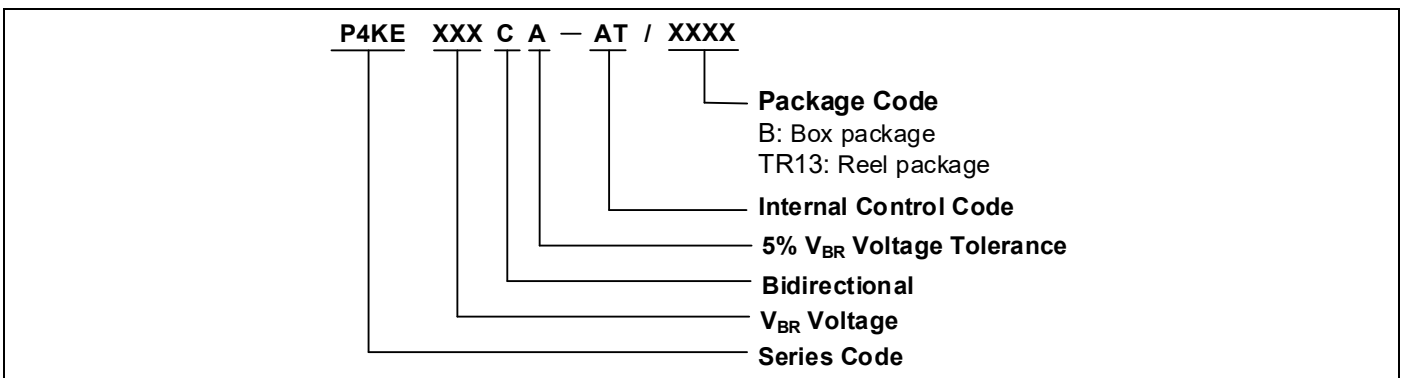 P4KE XXX C A — AT / XXXX
Package Code
B: Box package
TR13: Reel package
Internal Control Code
5% VBR Voltage Tolerance
Bidirectional
VBR Voltage
Series Code